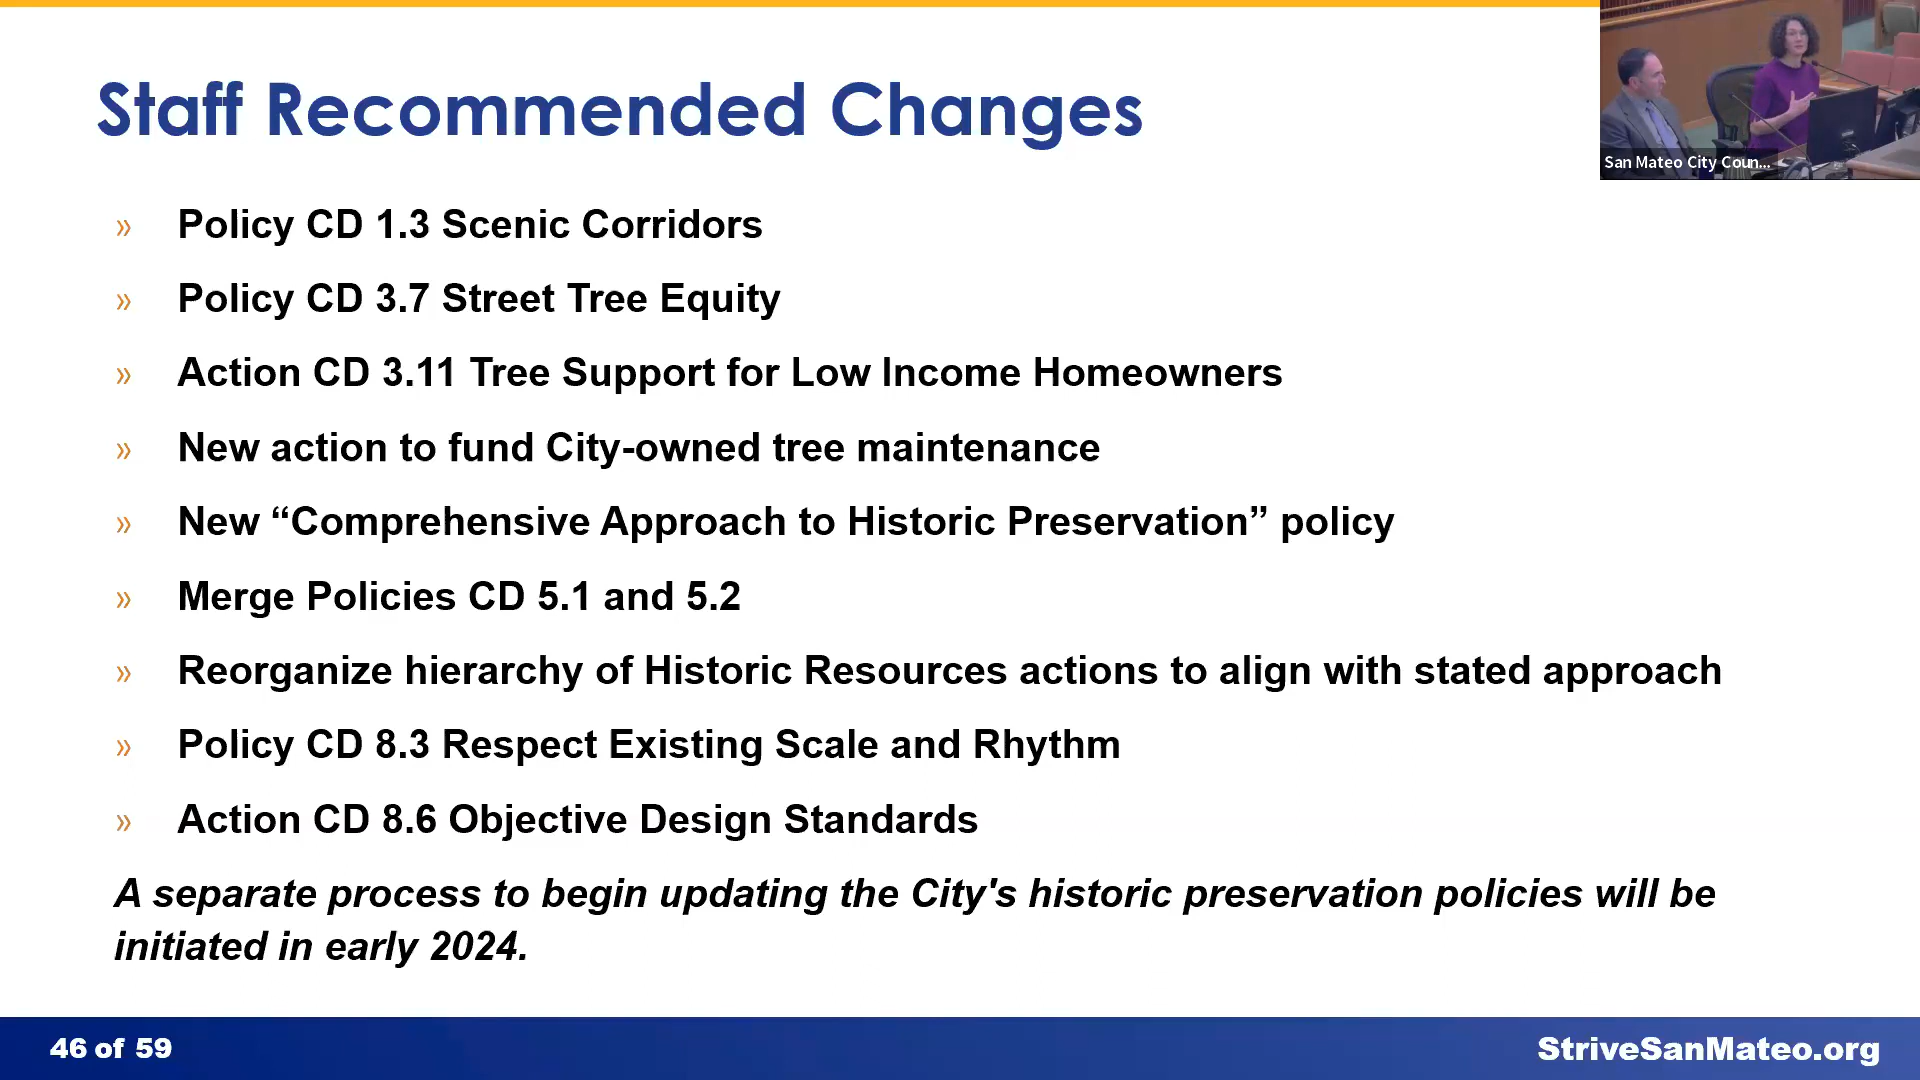 Staff Recommended Changes
San Mateo City Coun...
» Policy CD 1.3 Scenic Corridors
» Policy CD 3.7 Street Tree Equity
» Action CD 3.11 Tree Support for Low Income Homeowners
» New action to fund City-owned tree maintenance
» New “Comprehensive Approach to Historic Preservation” policy
» Merge Policies CD 5.1 and 5.2
» Reorganize hierarchy of Historic Resources actions to align with stated approach
» Policy CD 8.3 Respect Existing Scale and Rhythm
» Action CD 8.6 Objective Design Standards
A separate process to begin updating the City's historic preservation policies will be
initiated in early 2024.
46 of 59
StriveSanMateo.org